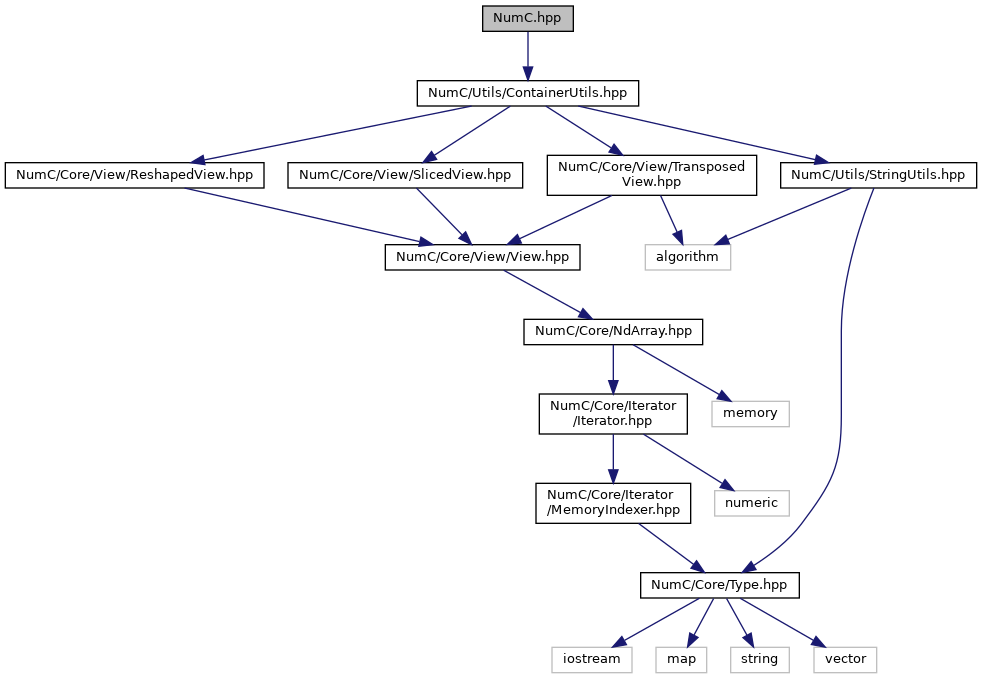 NumC.hpp
NumC/Utils/ContainerUtils.hpp
NumC/Core/View/ReshapedView.hpp
NumC/Core/View/SlicedView.hpp
NumC/Core/View/Transposed
View.hpp
NumC/Utils/StringUtils.hpp
NumC/Core/View/View.hpp
algorithm
NumC/Core/NdArray.hpp
NumC/Core/Iterator
/Iterator.hpp
memory
NumC/Core/Iterator
/MemoryIndexer.hpp
numeric
NumC/Core/Type.hpp
iostream
map
string
vector